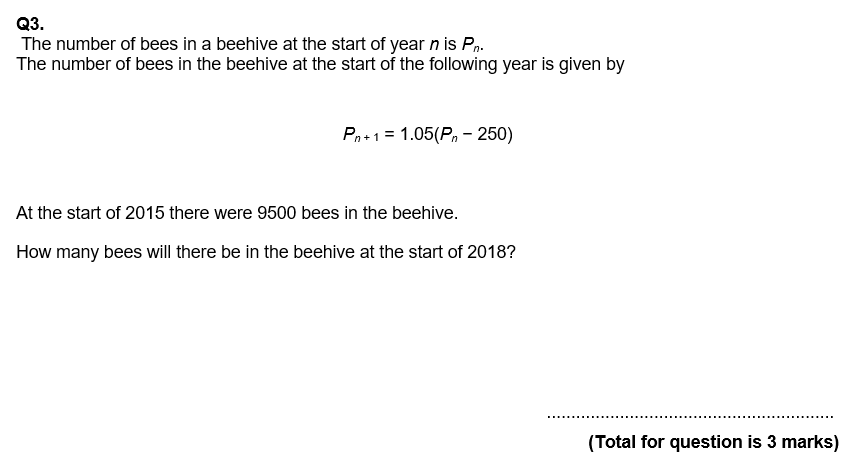 Q3.
The number of bees in a beehive at the start of year n is Pₙ.
The number of bees in the beehive at the start of the following year is given by
Pₙ ₊ ₁ = 1.05(Pₙ − 250)
At the start of 2015 there were 9500 bees in the beehive.
How many bees will there be in the beehive at the start of 2018?
...........................................................
(Total for question is 3 marks)